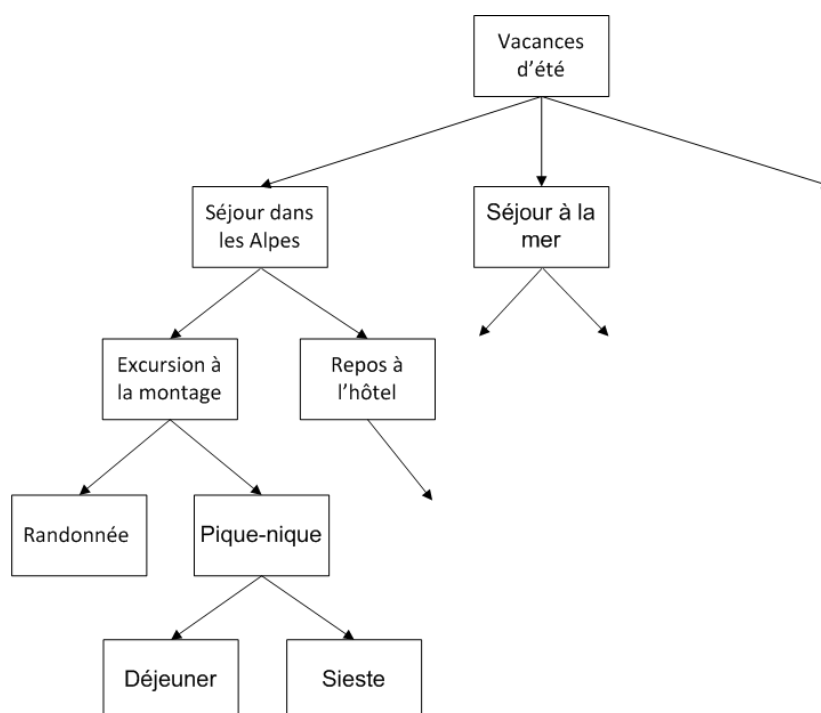 Vacances
d'été
Séjour dans
les Alpes
Séjour à la
mer
Excursion à
la montage
Repos à
l'hôtel
Randonnée
Pique-nique
Déjeuner
Sieste